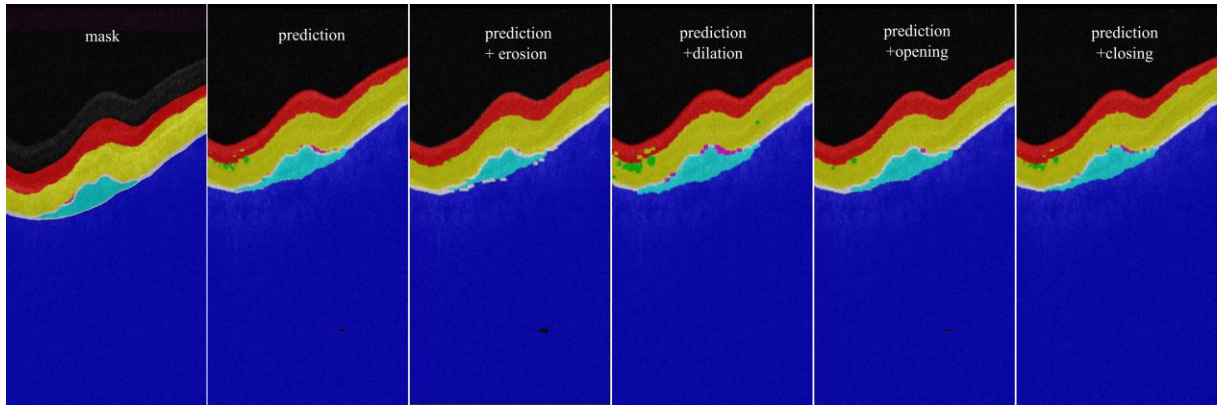 mask
prediction
prediction
+ erosion
prediction
+dilation
prediction
+opening
prediction
+closing